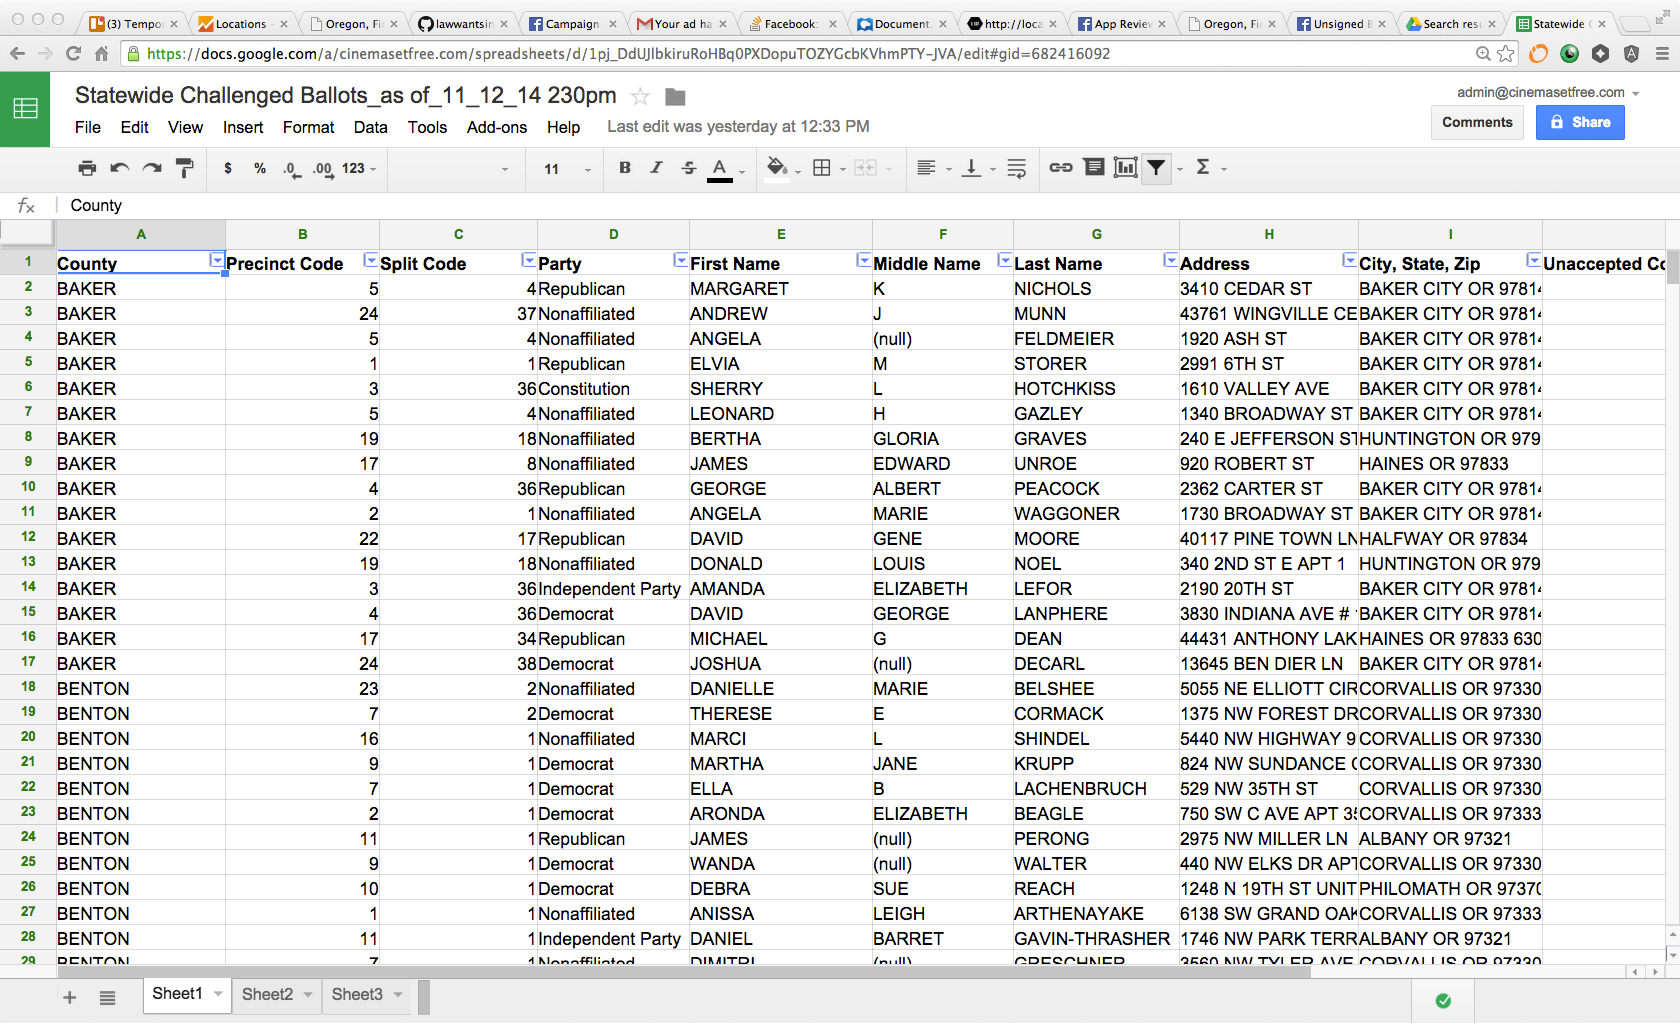 (3) Tempo
Locations -
Oregon, Fi
lawwantsin
Campaign
Your ad ha
Facebook:
Document.
http://loca
App Review
Oregon, Fi
Unsigned B
Search res
Statewide
https://docs.google.com/a/cinemasetfree.com/spreadsheets/d/1pj_DdUJlbkiruRoHBq0PXDopuTOZYGcbKVhmPTY-JVA/edit#gid=682416092
Statewide Challenged Ballots_as of_11_12_14 230pm
admin@cinemasetfree.com
File Edit View Insert Format Data Tools Add-ons Help Last edit was yesterday at 12:33 PM
Comments Share
$ % .0 .00 123 11 B I S A Σ
fx County
A B C D E F G H I
1 County Precinct Code Split Code Party First Name Middle Name Last Name Address City, State, Zip Unaccepted Co
2 BAKER 5 4 Republican MARGARET K NICHOLS 3410 CEDAR ST BAKER CITY OR 9781
3 BAKER 24 37 Nonaffiliated ANDREW J MUNN 43761 WINGVILLE CE BAKER CITY OR 9781
4 BAKER 5 4 Nonaffiliated ANGELA (null) FELDMEIER 1920 ASH ST BAKER CITY OR 9781
5 BAKER 1 1 Republican ELVIA M STORER 2991 6TH ST BAKER CITY OR 9781
6 BAKER 3 36 Constitution SHERRY L HOTCHKISS 1610 VALLEY AVE BAKER CITY OR 9781
7 BAKER 5 4 Nonaffiliated LEONARD H GAZLEY 1340 BROADWAY ST BAKER CITY OR 9781
8 BAKER 19 18 Nonaffiliated BERTHA GLORIA GRAVES 240 E JEFFERSON ST HUNTINGTON OR 979
9 BAKER 17 8 Nonaffiliated JAMES EDWARD UNROE 920 ROBERT ST HAINES OR 97833
10 BAKER 4 36 Republican GEORGE ALBERT PEACOCK 2362 CARTER ST BAKER CITY OR 9781
11 BAKER 2 1 Nonaffiliated ANGELA MARIE WAGGONER 1730 BROADWAY ST BAKER CITY OR 9781
12 BAKER 22 17 Republican DAVID GENE MOORE 40117 PINE TOWN LN HALFWAY OR 97834
13 BAKER 19 18 Nonaffiliated DONALD LOUIS NOEL 340 2ND ST E APT 1 HUNTINGTON OR 979
14 BAKER 3 36 Independent Party AMANDA ELIZABETH LEFOR 2190 20TH ST BAKER CITY OR 9781
15 BAKER 4 36 Democrat DAVID GEORGE LANPHERE 3830 INDIANA AVE # BAKER CITY OR 9781
16 BAKER 17 34 Republican MICHAEL G DEAN 44431 ANTHONY LAK HAINES OR 97833 630
17 BAKER 24 38 Democrat JOSHUA (null) DECARL 13645 BEN DIER LN BAKER CITY OR 9781
18 BENTON 23 2 Nonaffiliated DANIELLE MARIE BELSHEE 5055 NE ELLIOTT CIR CORVALLIS OR 97330
19 BENTON 7 2 Democrat THERESE E CORMACK 1375 NW FOREST DR CORVALLIS OR 97330
20 BENTON 16 1 Nonaffiliated MARCI L SHINDEL 5440 NW HIGHWAY 9 CORVALLIS OR 97330
21 BENTON 9 1 Democrat MARTHA JANE KRUPP 824 NW SUNDANCE CORVALLIS OR 97330
22 BENTON 7 1 Democrat ELLA B LACHENBRUCH 529 NW 35TH ST CORVALLIS OR 97330
23 BENTON 2 1 Democrat ARONDA ELIZABETH BEAGLE 750 SW C AVE APT 35 CORVALLIS OR 97333
24 BENTON 11 1 Republican JAMES (null) PERONG 2975 NW MILLER LN ALBANY OR 97321
25 BENTON 9 1 Democrat WANDA (null) WALTER 440 NW ELKS DR APT CORVALLIS OR 97330
26 BENTON 10 1 Democrat DEBRA SUE REACH 1248 N 19TH ST UNIT PHILOMATH OR 97370
27 BENTON 1 1 Nonaffiliated ANISSA LEIGH ARTHENAYAKE 6138 SW GRAND OAK CORVALLIS OR 97333
28 BENTON 11 1 Independent Party DANIEL BARRET GAVIN-THRASHER 1746 NW PARK TERR ALBANY OR 97321
29 BENTON 7 1 Nonaffiliated DIMITRI (null) GRESCHNER 3560 NW TYLER AVE CORVALLIS OR 97330
Sheet1 Sheet2 Sheet3